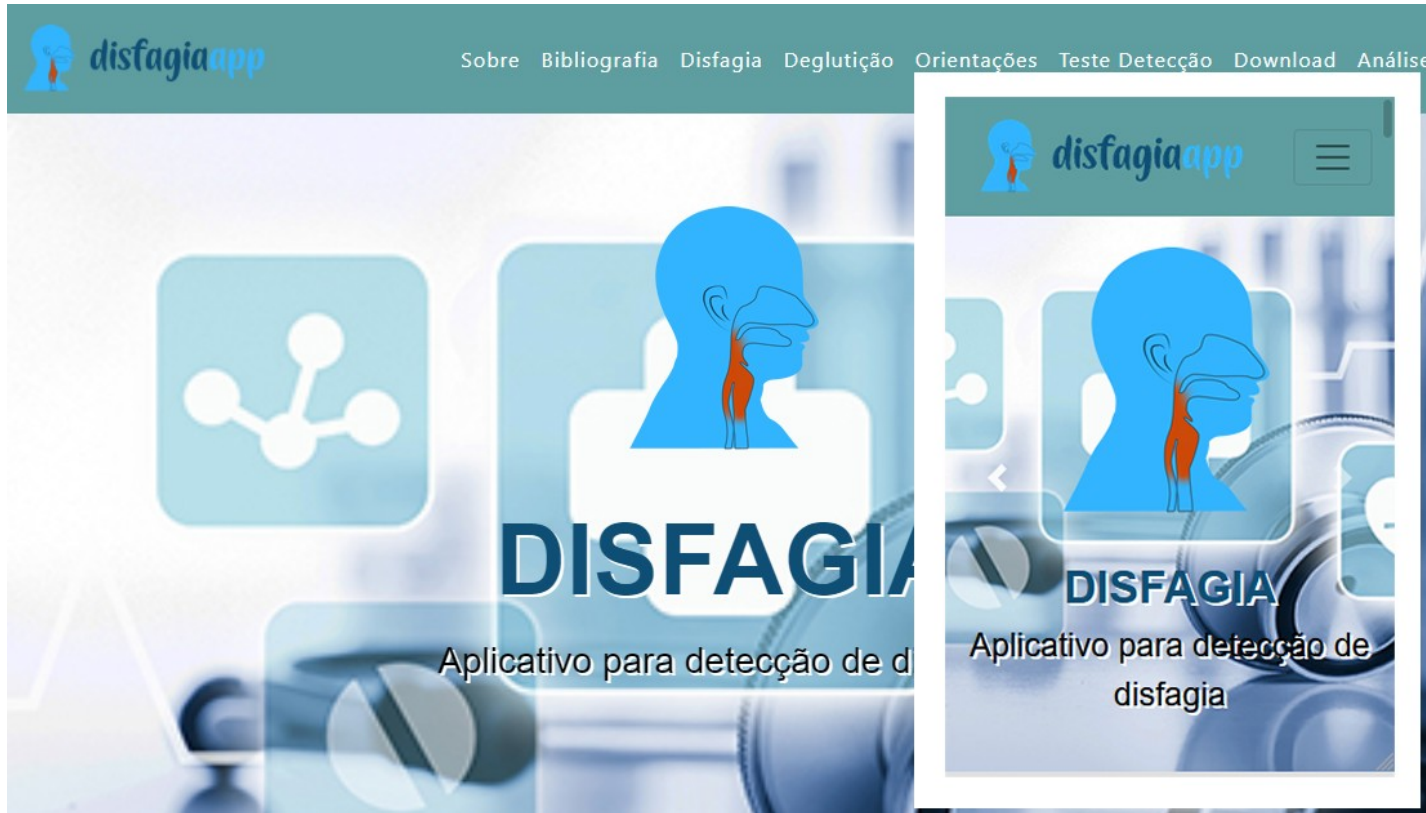 disfagiaapp
Sobre Bibliografia Disfagia Deglutição Orientações Teste Detecção Download Análise
DISFAGIA
Aplicativo para detecção de d
disfagiaapp
DISFAGIA
Aplicativo para detecção de
disfagia